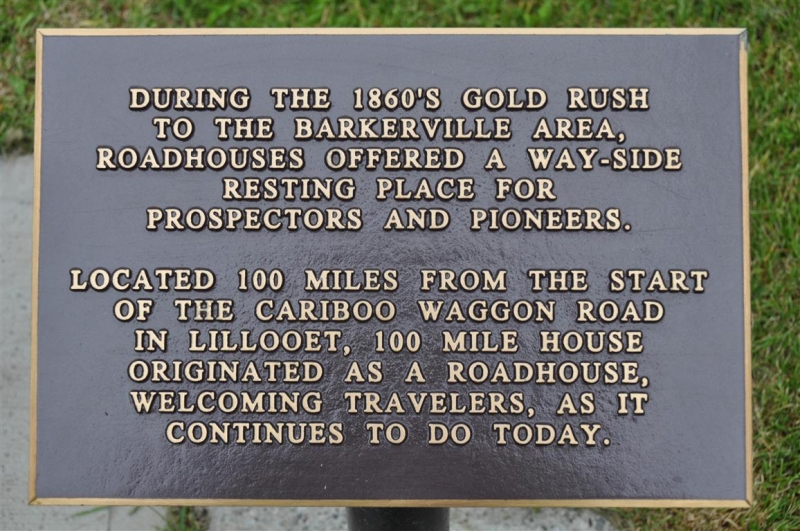 DURING THE 1860'S GOLD RUSH
TO THE BARKERVILLE AREA,
ROADHOUSES OFFERED A WAY-SIDE
RESTING PLACE FOR
PROSPECTORS AND PIONEERS.
LOCATED 100 MILES FROM THE START
OF THE CARIBOO WAGGON ROAD
IN LILLOOET, 100 MILE HOUSE
ORIGINATED AS A ROADHOUSE,
WELCOMING TRAVELERS, AS IT
CONTINUES TO DO TODAY.